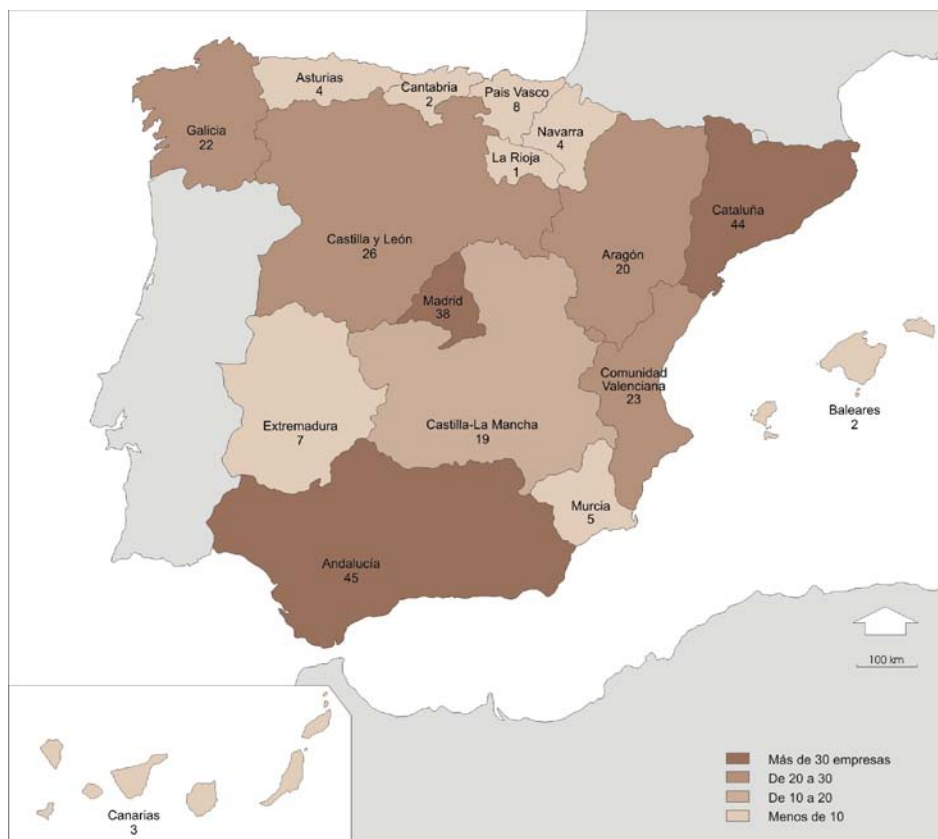 Asturias
4
Cantabria
2
País Vasco
8
Navarra
4
La Rioja
1
Galicia
22
Castilla y León
26
Cataluña
44
Aragón
20
Madrid
38
Comunidad
Valenciana
23
Baleares
2
Extremadura
7
Castilla-La Mancha
19
Murcia
5
Andalucía
45
100 km
Canarias
3
Más de 30 empresas
De 20 a 30
De 10 a 20
Menos de 10